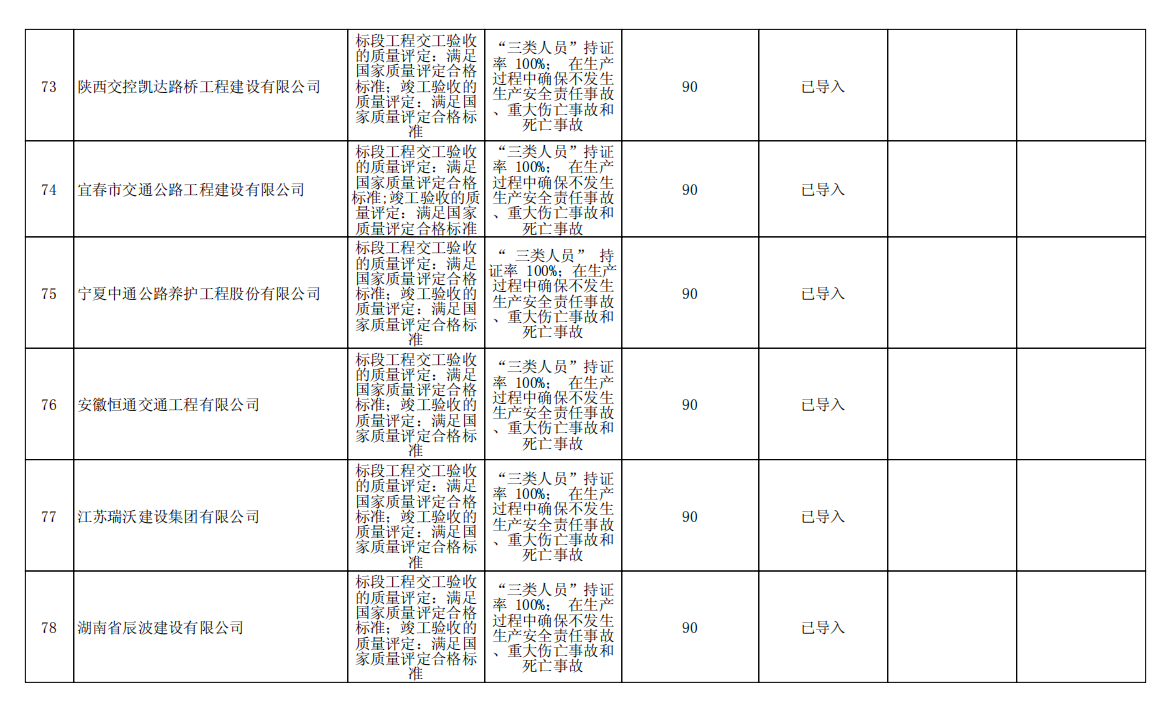 73
陕西交控凯达路桥工程建设有限公司
标段工程交工验收
的质量评定：满足
国家质量评定合格
标准；竣工验收的
质量评定：满足国
家质量评定合格标
准
“三类人员”持证
率 100%； 在生产
过程中确保不发生
生产安全责任事故
、重大伤亡事故和
死亡事故
90
已导入
74
宜春市交通公路工程建设有限公司
标段工程交工验收
的质量评定：满足
国家质量评定合格
标准;竣工验收的质
量评定：满足国家
质量评定合格标准
“三类人员”持证
率 100%； 在生产
过程中确保不发生
生产安全责任事故
、重大伤亡事故和
死亡事故
90
已导入
75
宁夏中通公路养护工程股份有限公司
标段工程交工验收
的质量评定：满足
国家质量评定合格
标准；竣工验收的
质量评定：满足国
家质量评定合格标
准
“ 三类人员” 持
证率 100%；在生产
过程中确保不发生
生产安全责任事故
、重大伤亡事故和
死亡事故
90
已导入
76
安徽恒通交通工程有限公司
标段工程交工验收
的质量评定：满足
国家质量评定合格
标准；竣工验收的
质量评定：满足国
家质量评定合格标
准
“三类人员”持证
率 100%； 在生产
过程中确保不发生
生产安全责任事故
、重大伤亡事故和
死亡事故
90
已导入
77
江苏瑞沃建设集团有限公司
标段工程交工验收
的质量评定：满足
国家质量评定合格
标准；竣工验收的
质量评定：满足国
家质量评定合格标
准
“三类人员”持证
率 100%； 在生产
过程中确保不发生
生产安全责任事故
、重大伤亡事故和
死亡事故
90
已导入
78
湖南省辰波建设有限公司
标段工程交工验收
的质量评定：满足
国家质量评定合格
标准；竣工验收的
质量评定：满足国
家质量评定合格标
准
“三类人员”持证
率 100%； 在生产
过程中确保不发生
生产安全责任事故
、重大伤亡事故和
死亡事故
90
已导入